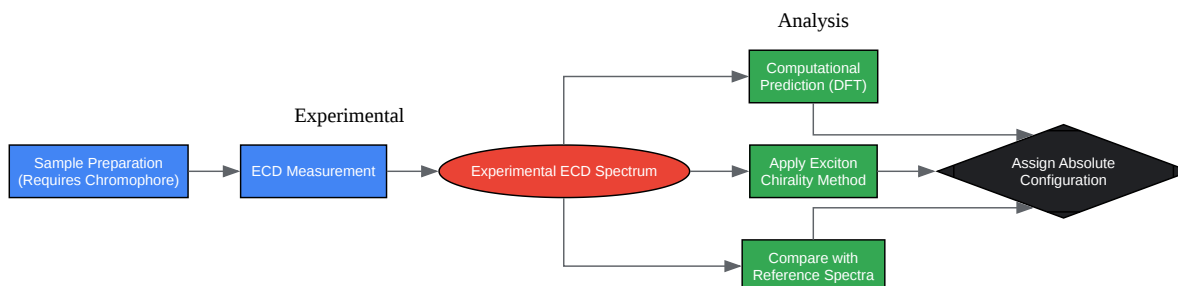 Analysis
Experimental
Sample Preparation
(Requires Chromophore)
ECD Measurement
Experimental ECD Spectrum
Computational
Prediction (DFT)
Apply Exciton
Chirality Method
Compare with
Reference Spectra
Assign Absolute
Configuration